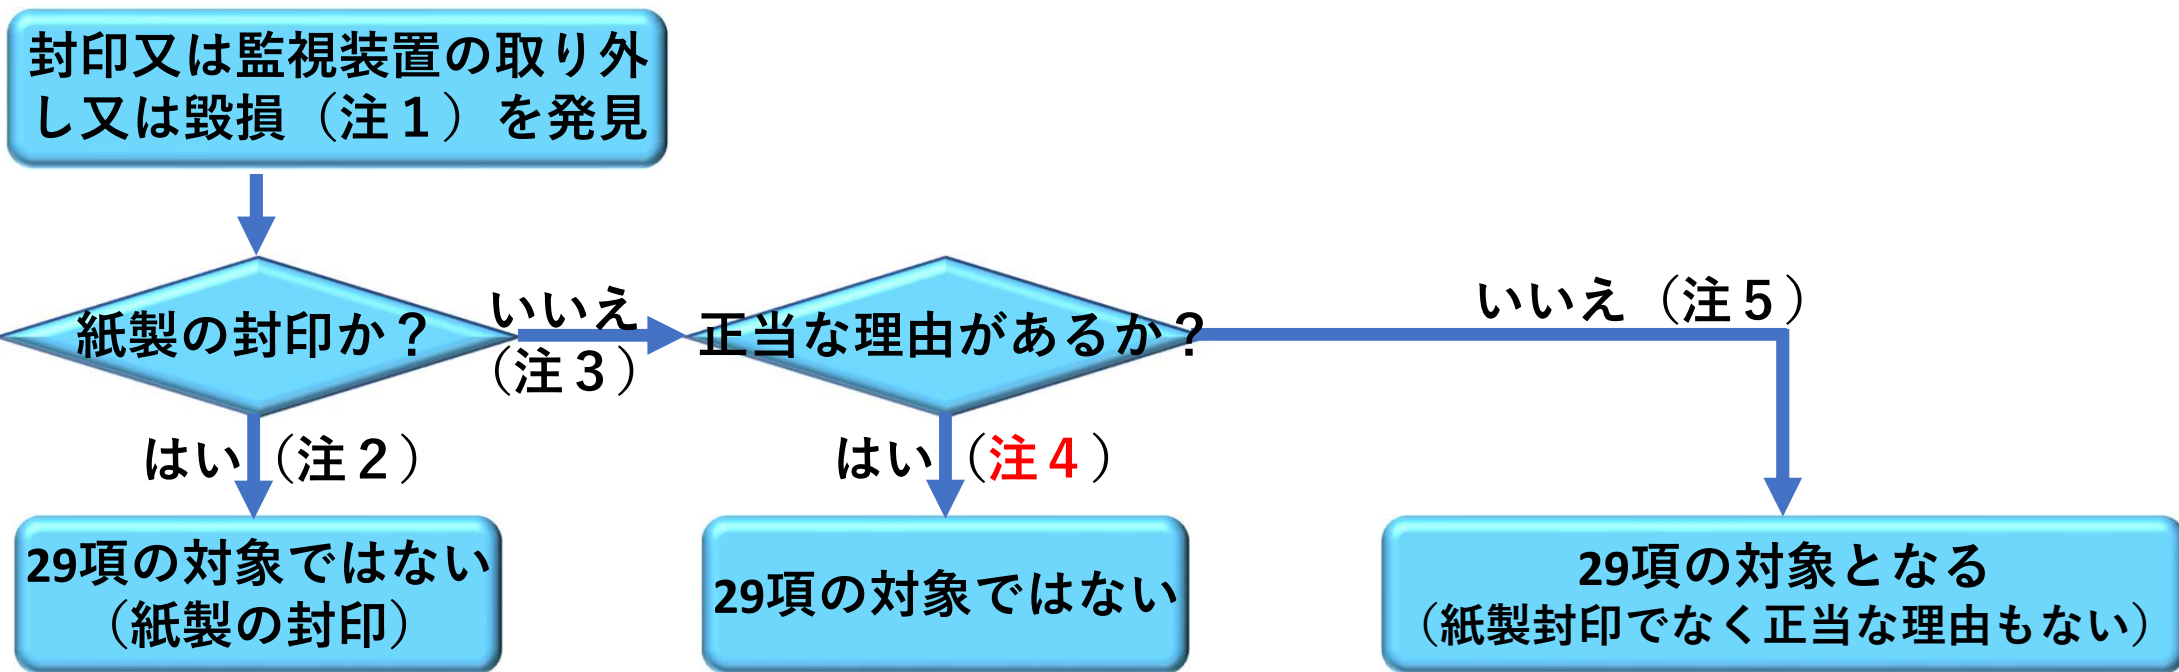 封印又は監視装置の取り外
し又は毀損（注１）を発見
紙製の封印か？
いいえ
（注３）
正当な理由があるか？
いいえ（注５）
はい（注２）
はい（注４）
29項の対象ではない
（紙製の封印）
29項の対象ではない
29項の対象となる
（紙製封印でなく正当な理由もない）